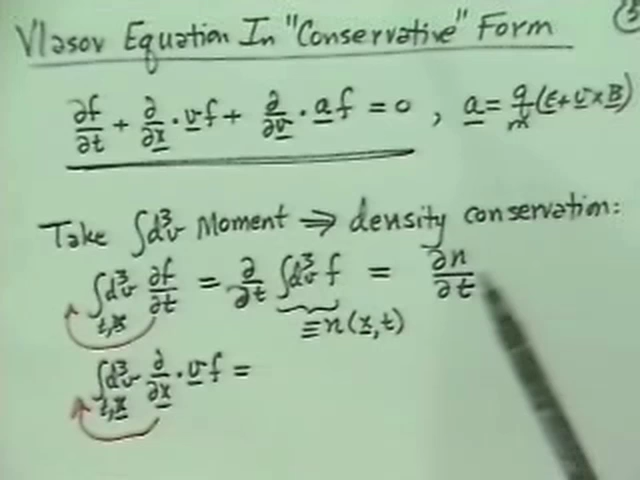 Vlasov Equation In "Conservative" Form
∂f/∂t + ∂/∂x · v f + ∂/∂v · a f = 0 , a = q/m (E + v × B)
Take ∫d³v Moment ⇒ density conservation:
∫d³v ∂f/∂t = ∂/∂t ∫d³v f = ∂n/∂t
t,x ≡ n(x,t)
∫d³v ∂/∂x · v f =
t,x